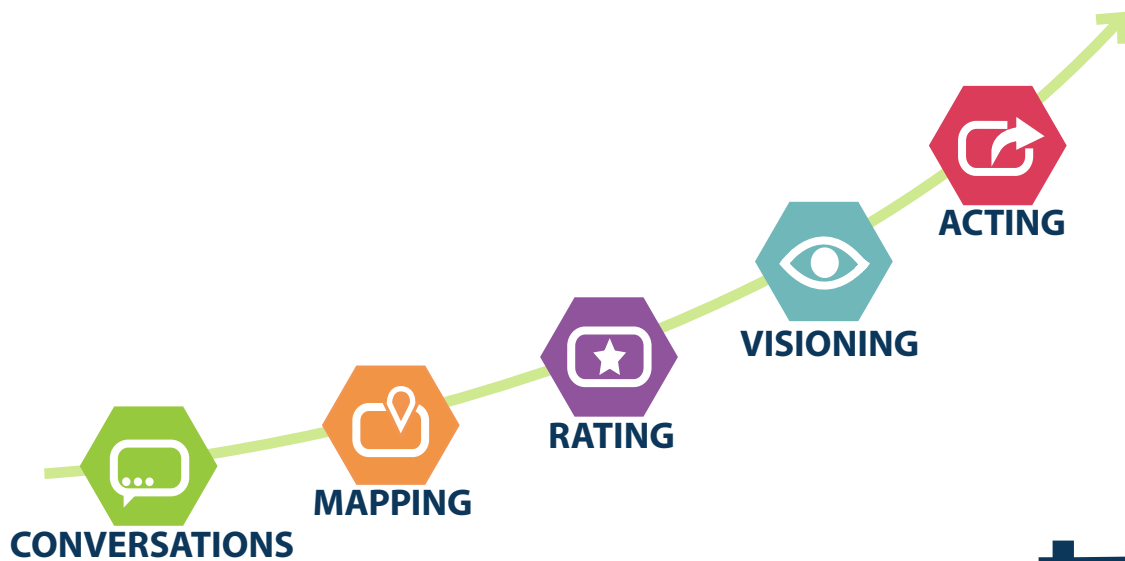 CONVERSATIONS
MAPPING
RATING
VISIONING
ACTING